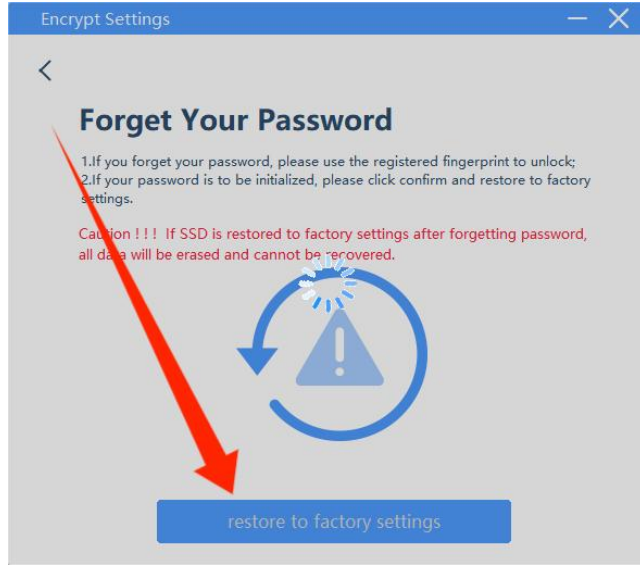 Encrypt Settings
Forget Your Password
1.If you forget your password, please use the registered fingerprint to unlock;
2.If your password is to be initialized, please click confirm and restore to factory
settings.
Caution ! ! ! If SSD is restored to factory settings after forgetting password,
all data will be erased and cannot be recovered.
restore to factory settings